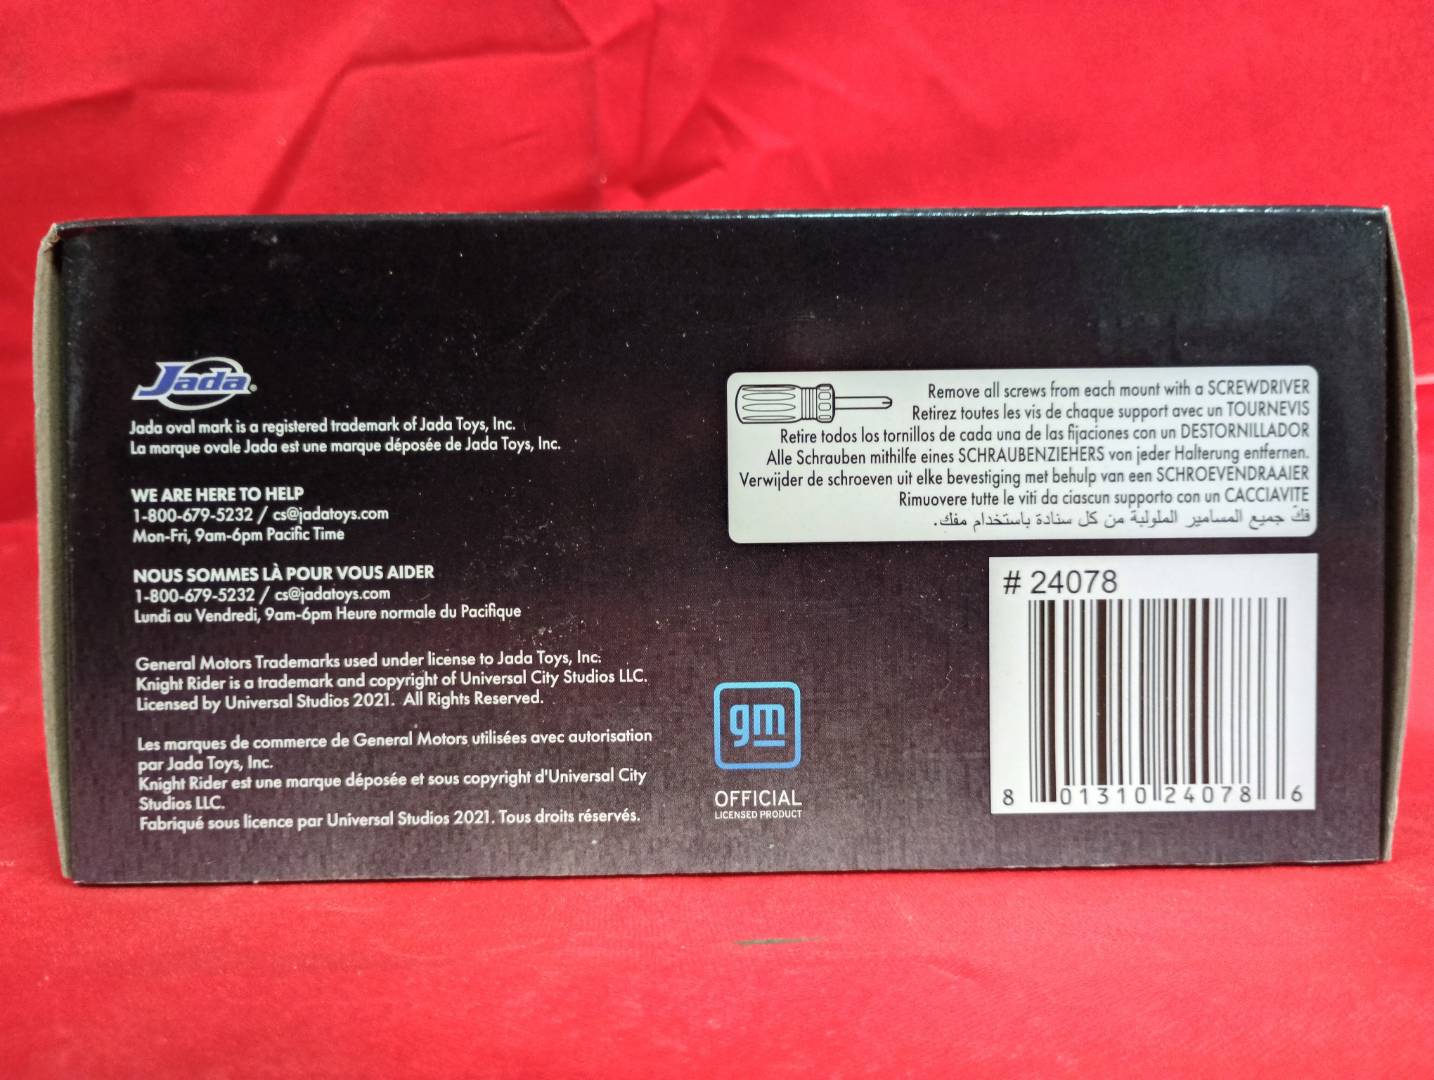 Jada®
Jada oval mark is a registered trademark of Jada Toys, Inc.
La marque ovale Jada est une marque déposée de Jada Toys, Inc.
WE ARE HERE TO HELP
1-800-679-5232 / cs@jadatoys.com
Mon-Fri, 9am-6pm Pacific Time
NOUS SOMMES LÀ POUR VOUS AIDER
1-800-679-5232 / cs@jadatoys.com
Lundi au Vendredi, 9am-6pm Heure normale du Pacifique
General Motors Trademarks used under license to Jada Toys, Inc.
Knight Rider is a trademark and copyright of Universal City Studios LLC.
Licensed by Universal Studios 2021. All Rights Reserved.
Les marques de commerce de General Motors utilisées avec autorisation
par Jada Toys, Inc.
Knight Rider est une marque déposée et sous copyright d'Universal City
Studios LLC.
Fabriqué sous licence par Universal Studios 2021. Tous droits réservés.
gm
OFFICIAL
LICENSED PRODUCT
Remove all screws from each mount with a SCREWDRIVER
Retirez toutes les vis de chaque support avec un TOURNEVIS
Retire todos los tornillos de cada una de las fijaciones con un DESTORNILLADOR
Alle Schrauben mithilfe eines SCHRAUBENZIEHERS von jeder Halterung entfernen.
Verwijder de schroeven uit elke bevestiging met behulp van een SCHROEVENDRAAIER
Rimuovere tutte le viti da ciascun supporto con un CACCIAVITE
فكّ جميع المسامير الملولبة من كل سنادة باستخدام مفك.
# 24078
8 01310 24078 6